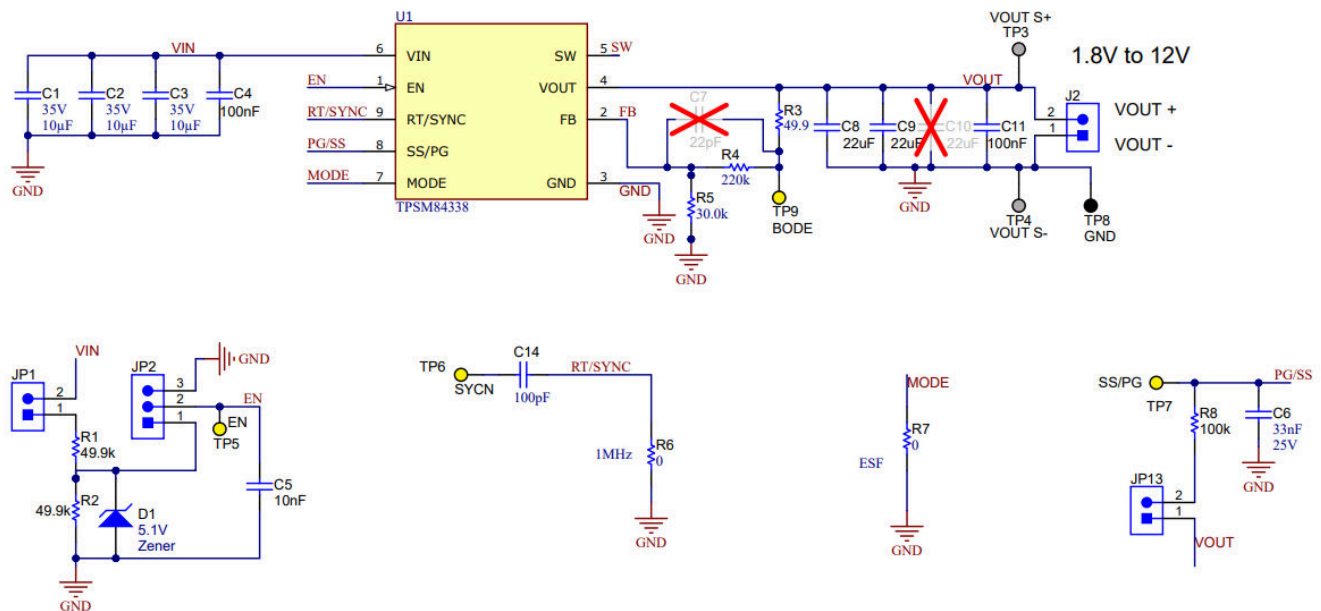 U1
VIN
6
VIN
C1
35V
10µF
C2
35V
10µF
C3
35V
10µF
C4
100nF
GND
EN
1
EN
RT/SYNC
9
RT/SYNC
PG/SS
8
SS/PG
MODE
7
MODE
TPSM84338
SW
5
SW
VOUT
4
FB
2
FB
GND
3
GND
GND
C7
22pF
R4
220k
R5
30.0k
GND
R3
49.9
TP9
BODE
C8
22uF
C9
22uF
C10
22uF
C11
100nF
GND
VOUT
VOUT S+
TP3
1.8V to 12V
J2
2
1
VOUT +
VOUT -
TP4
VOUT S-
TP8
GND
VIN
JP1
2
1
R1
49.9k
R2
49.9k
D1
5.1V
Zener
GND
JP2
3
2
1
GND
EN
EN
TP5
C5
10nF
TP6
SYCN
C14
100pF
RT/SYNC
1MHz
R6
0
GND
MODE
R7
0
ESF
GND
SS/PG
TP7
PG/SS
R8
100k
C6
33nF
25V
GND
JP13
2
1
VOUT